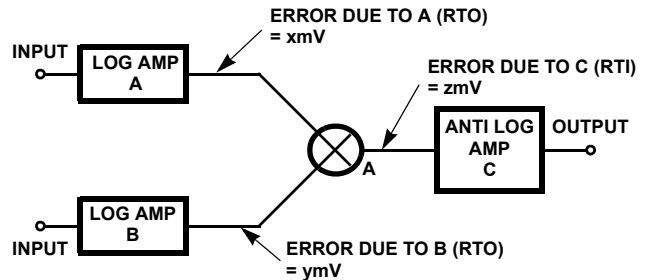 ERROR DUE TO A (RTO)
= xmV
INPUT
LOG AMP
A
ERROR DUE TO C (RTI)
= zmV
ANTI LOG
AMP
C
OUTPUT
A
LOG AMP
B
INPUT
ERROR DUE TO B (RTO)
= ymV